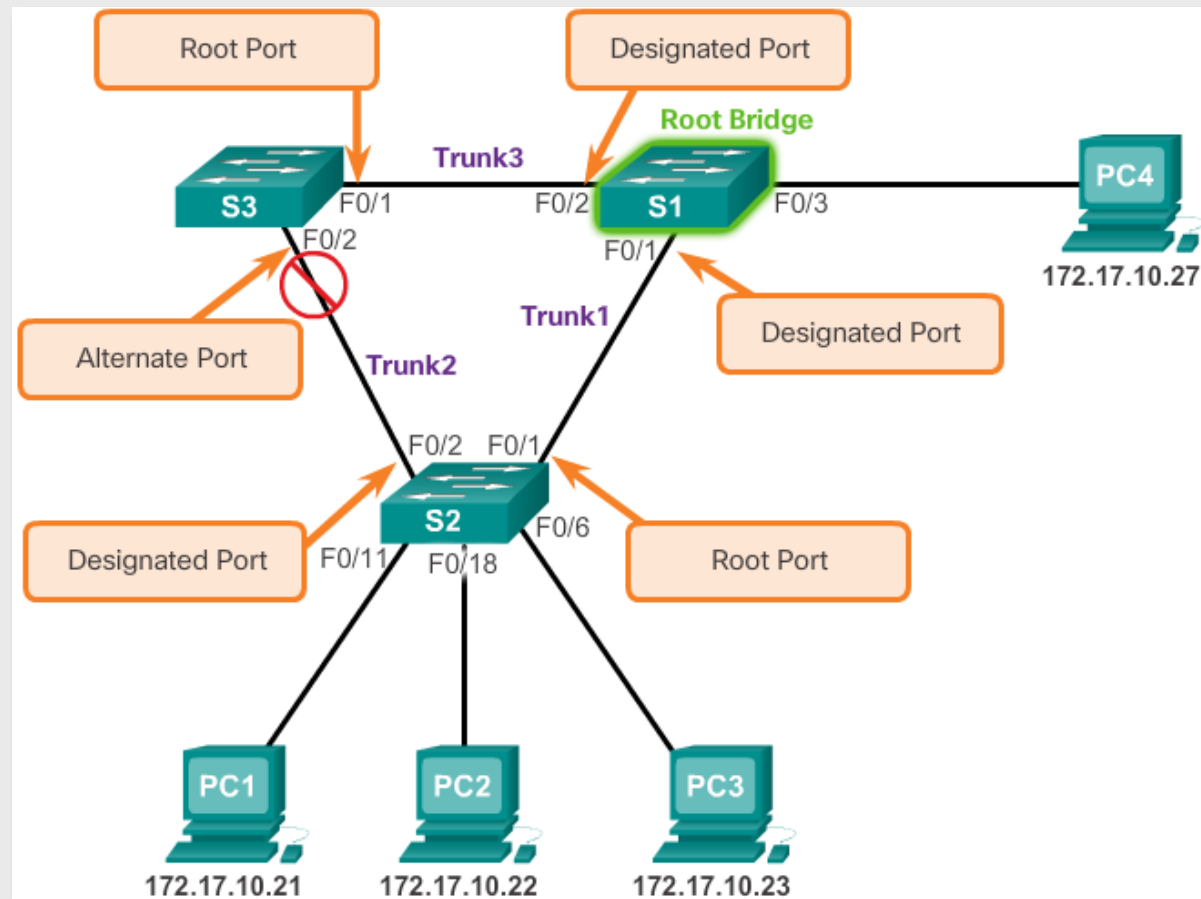 Root Port
Designated Port
Root Bridge
Trunk3
PC4
S3
F0/1
F0/2
S1
F0/3
F0/2
F0/1
172.17.10.27
Trunk1
Designated Port
Alternate Port
Trunk2
F0/2
F0/1
S2
F0/6
Designated Port
F0/11
F0/18
Root Port
PC1
PC2
PC3
172.17.10.21
172.17.10.22
172.17.10.23